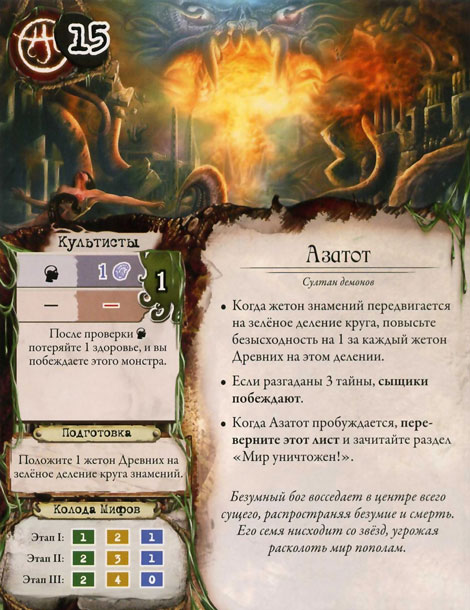 15
Культисты
1
1
— —
После проверки
потеряйте 1 здоровье, и вы
побеждаете этого монстра.
Подготовка
Положите 1 жетон Древних на
зелёное деление круга знамений.
Колода Мифов
Этап I: 1 2 1
Этап II: 2 3 1
Этап III: 2 4 0
Азатот
Султан демонов
• Когда жетон знамений передвигается
на зелёное деление круга, повысьте
безысходность на 1 за каждый жетон
Древних на этом делении.
• Если разгаданы 3 тайны, сыщики
побеждают.
• Когда Азатот пробуждается, пере-
верните этот лист и зачитайте раздел
«Мир уничтожен!».
Безумный бог восседает в центре всего
сущего, распространяя безумие и смерть.
Его семя нисходит со звёзд, угрожая
расколоть мир пополам.